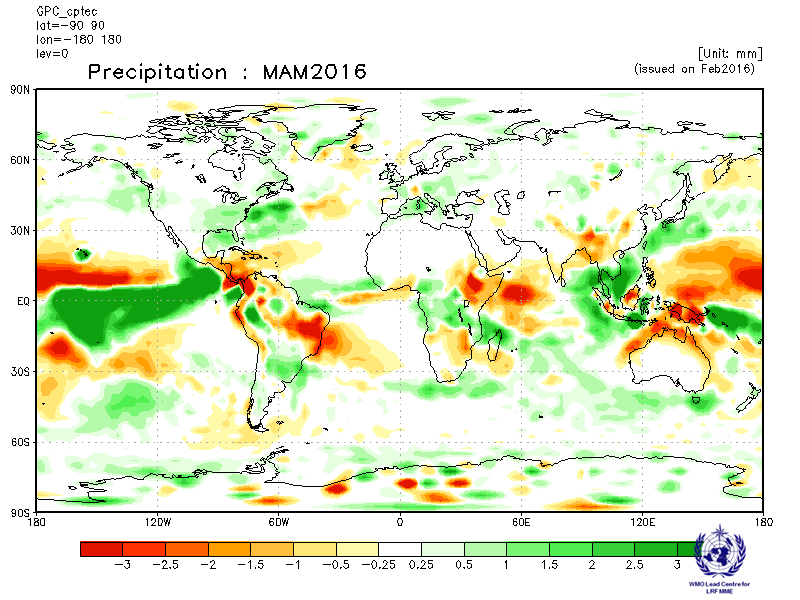 GPC_cptec
lat=-90 90
lon=-180 180
lev=0
[Unit: mm]
Precipitation : MAM2016
(issued on Feb2016)
90N
60N
30N
EQ
30S
60S
90S
180 120W 60W 0 60E 120E 180
-3 -2.5 -2 -1.5 -1 -0.5 -0.25 0.25 0.5 1 1.5 2 2.5 3
WMO Lead Centre for
LRF MME